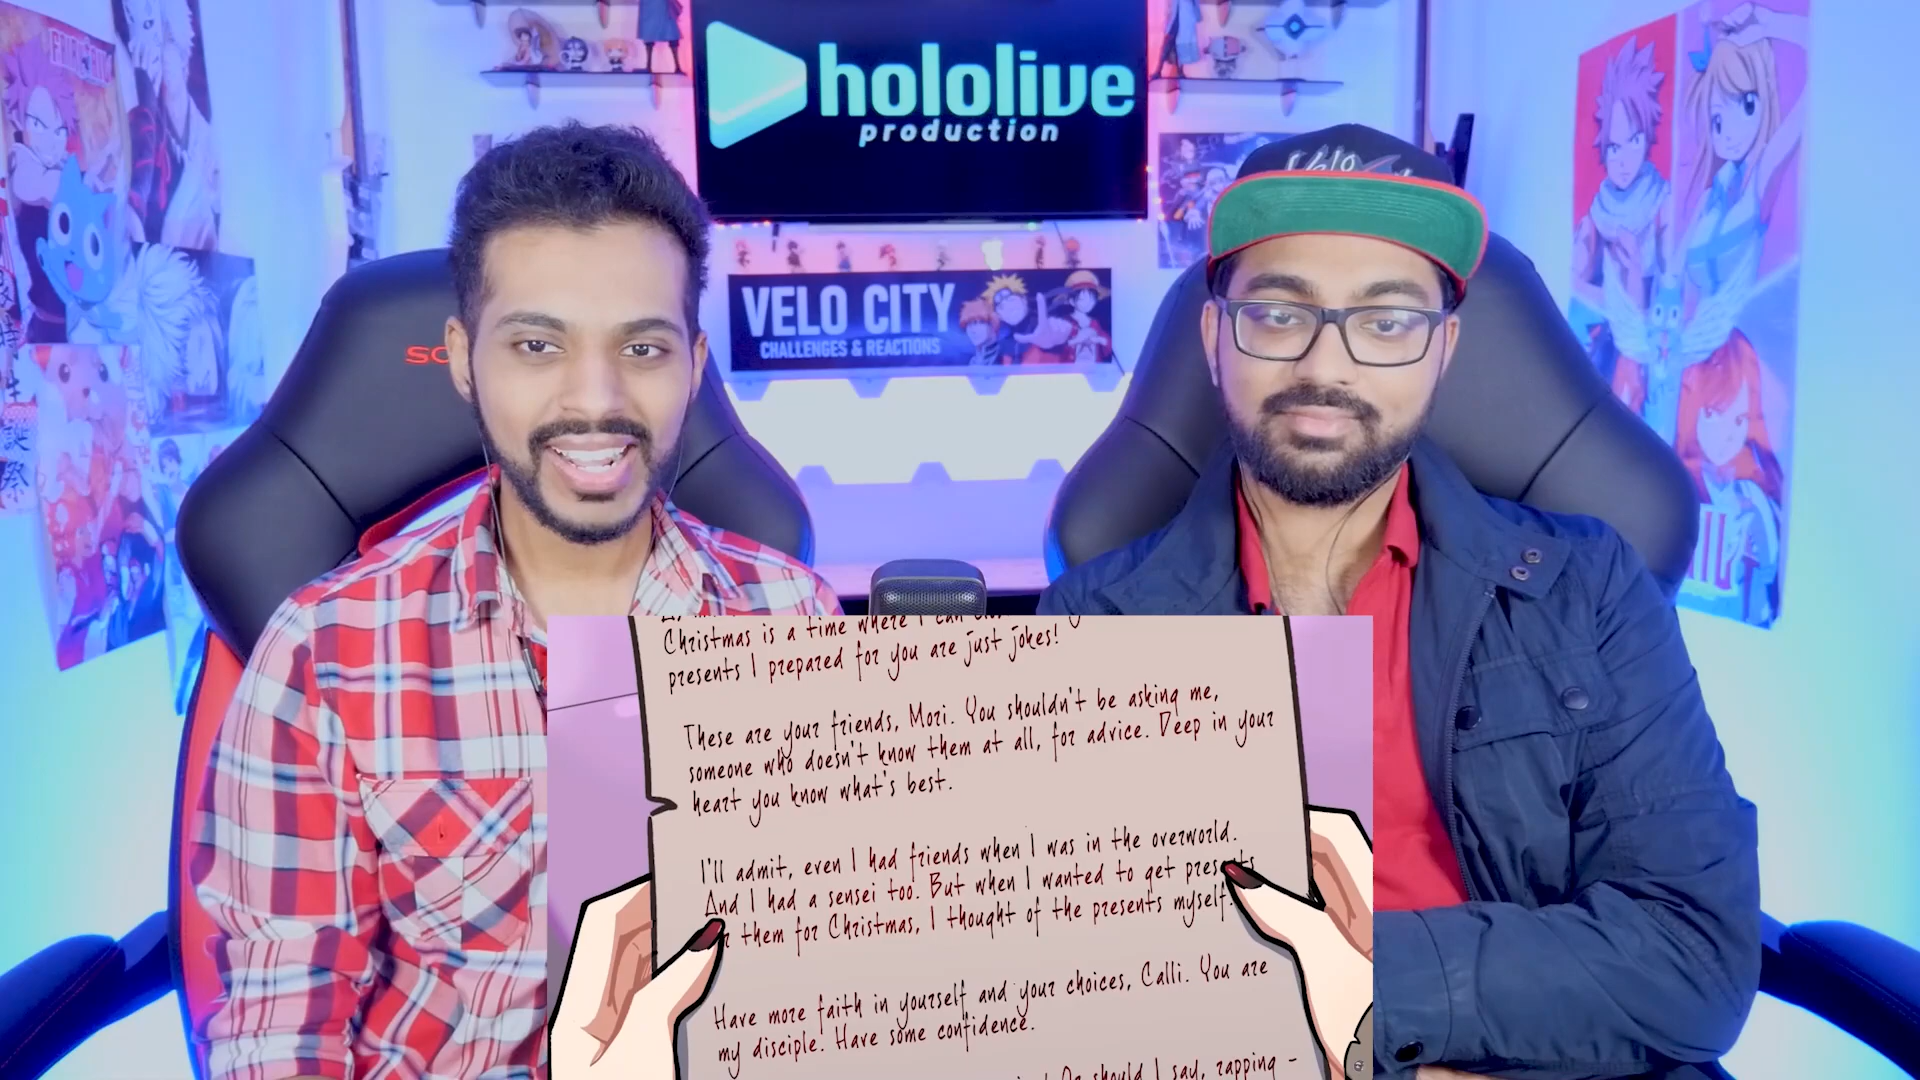 FAIRY TAIL
hololive
production
VELO CITY
CHALLENGES & REACTIONS
Christmas is a time where I can
presents I prepared for you are just jokes!
These are your friends, Mori. You shouldn't be asking me,
someone who doesn't know them at all, for advice. Deep in your
heart you know what's best.
I'll admit, even I had friends when I was in the overworld.
And I had a sensei too. But when I wanted to get presents
them for Christmas, I thought of the presents myself.
Have more faith in yourself and your choices, Calli. You are
my disciple. Have some confidence.
Or should I say, rapping -